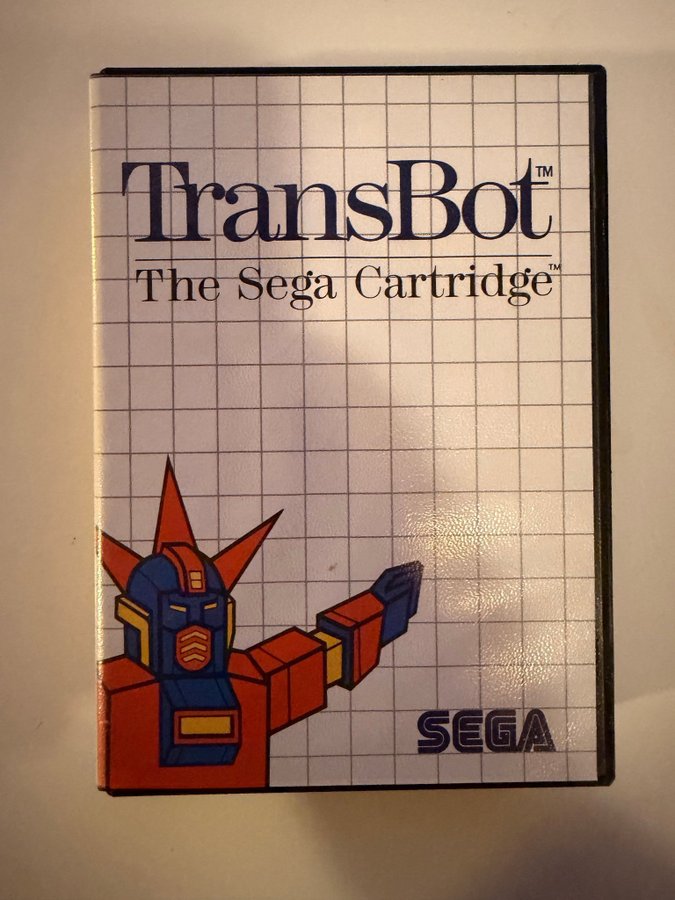 TransBot™
The Sega Cartridge™
SEGA